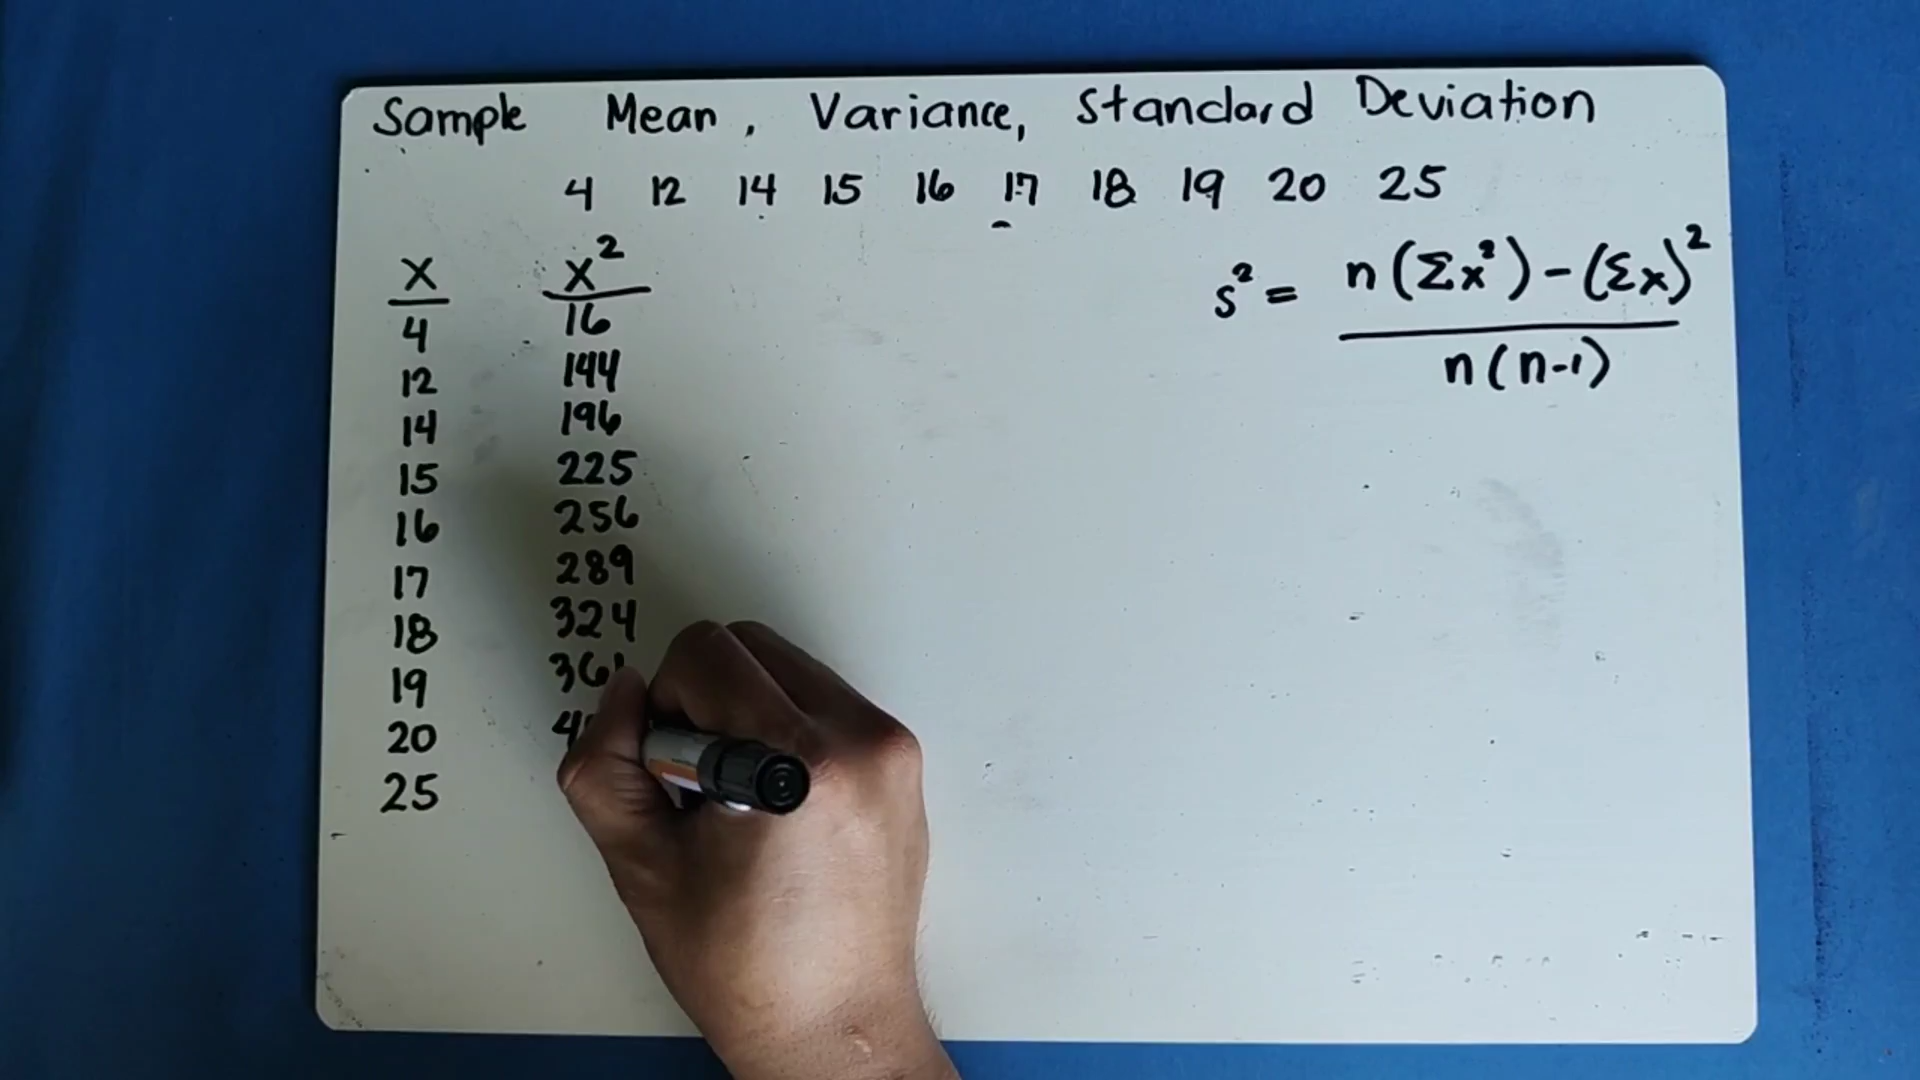 Sample Mean, Variance, Standard Deviation
4 12 14 15 16 17 18 19 20 25
x x²
s² = n(Σx²) - (Σx)²
n(n-1)
4 16
12 144
14 196
15 225
16 256
17 289
18 324
19 361
20
25